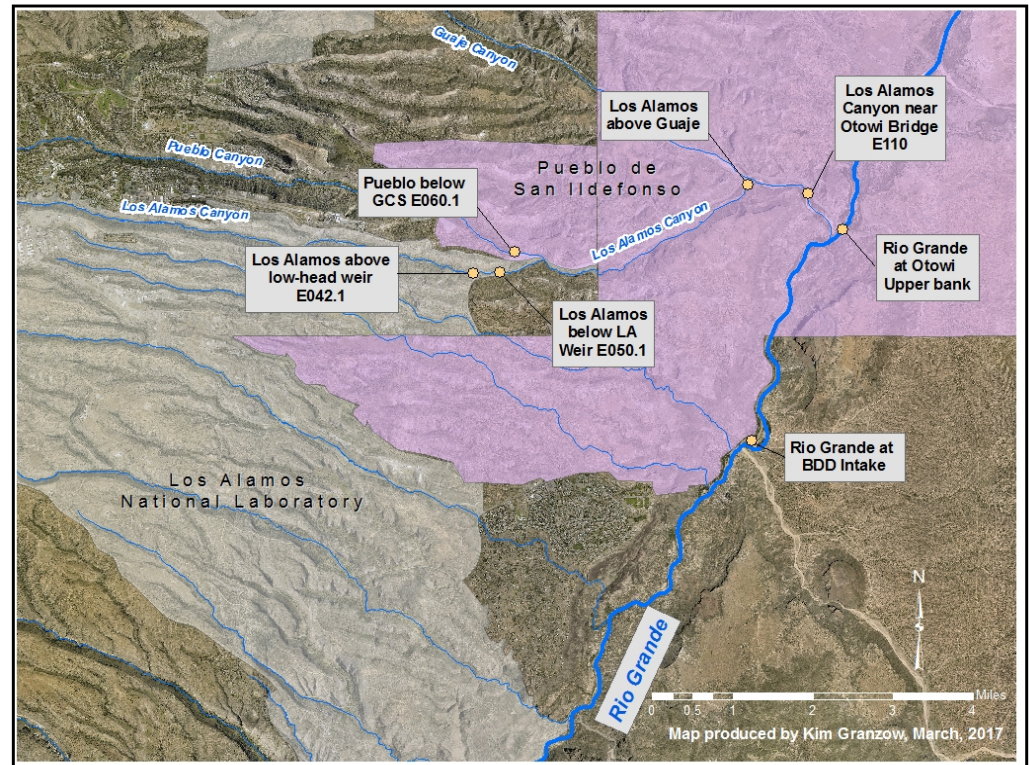 Guaje Canyon
Los Alamos
above Guaje
Los Alamos
Canyon near
Otowi Bridge
E110
Pueblo Canyon
Pueblo de
San Ildefonso
Pueblo below
GCS E060.1
Los Alamos Canyon
Los Alamos Canyon
Los Alamos above
low-head weir
E042.1
Rio Grande
at Otowi
Upper bank
Los Alamos
below LA
Weir E050.1
Rio Grande at
BDD Intake
Los Alamos
National Laboratory
N
Rio Grande
Miles
0 0.5 1 2 3 4
Map produced by Kim Granzow, March, 2017